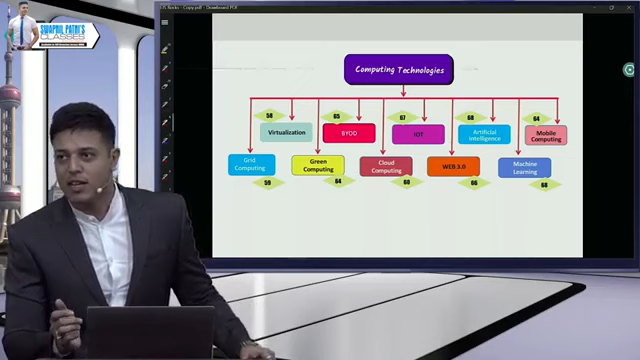 SWAPNIL PATNI'S
CLASSES
Computing Technologies
58
65
67
68
64
Virtualization
BYOD
IOT
Artificial
Intelligence
Mobile
Computing
Grid
Computing
Green
Computing
Cloud
Computing
WEB 3.0
Machine
Learning
59
64
60
66
68